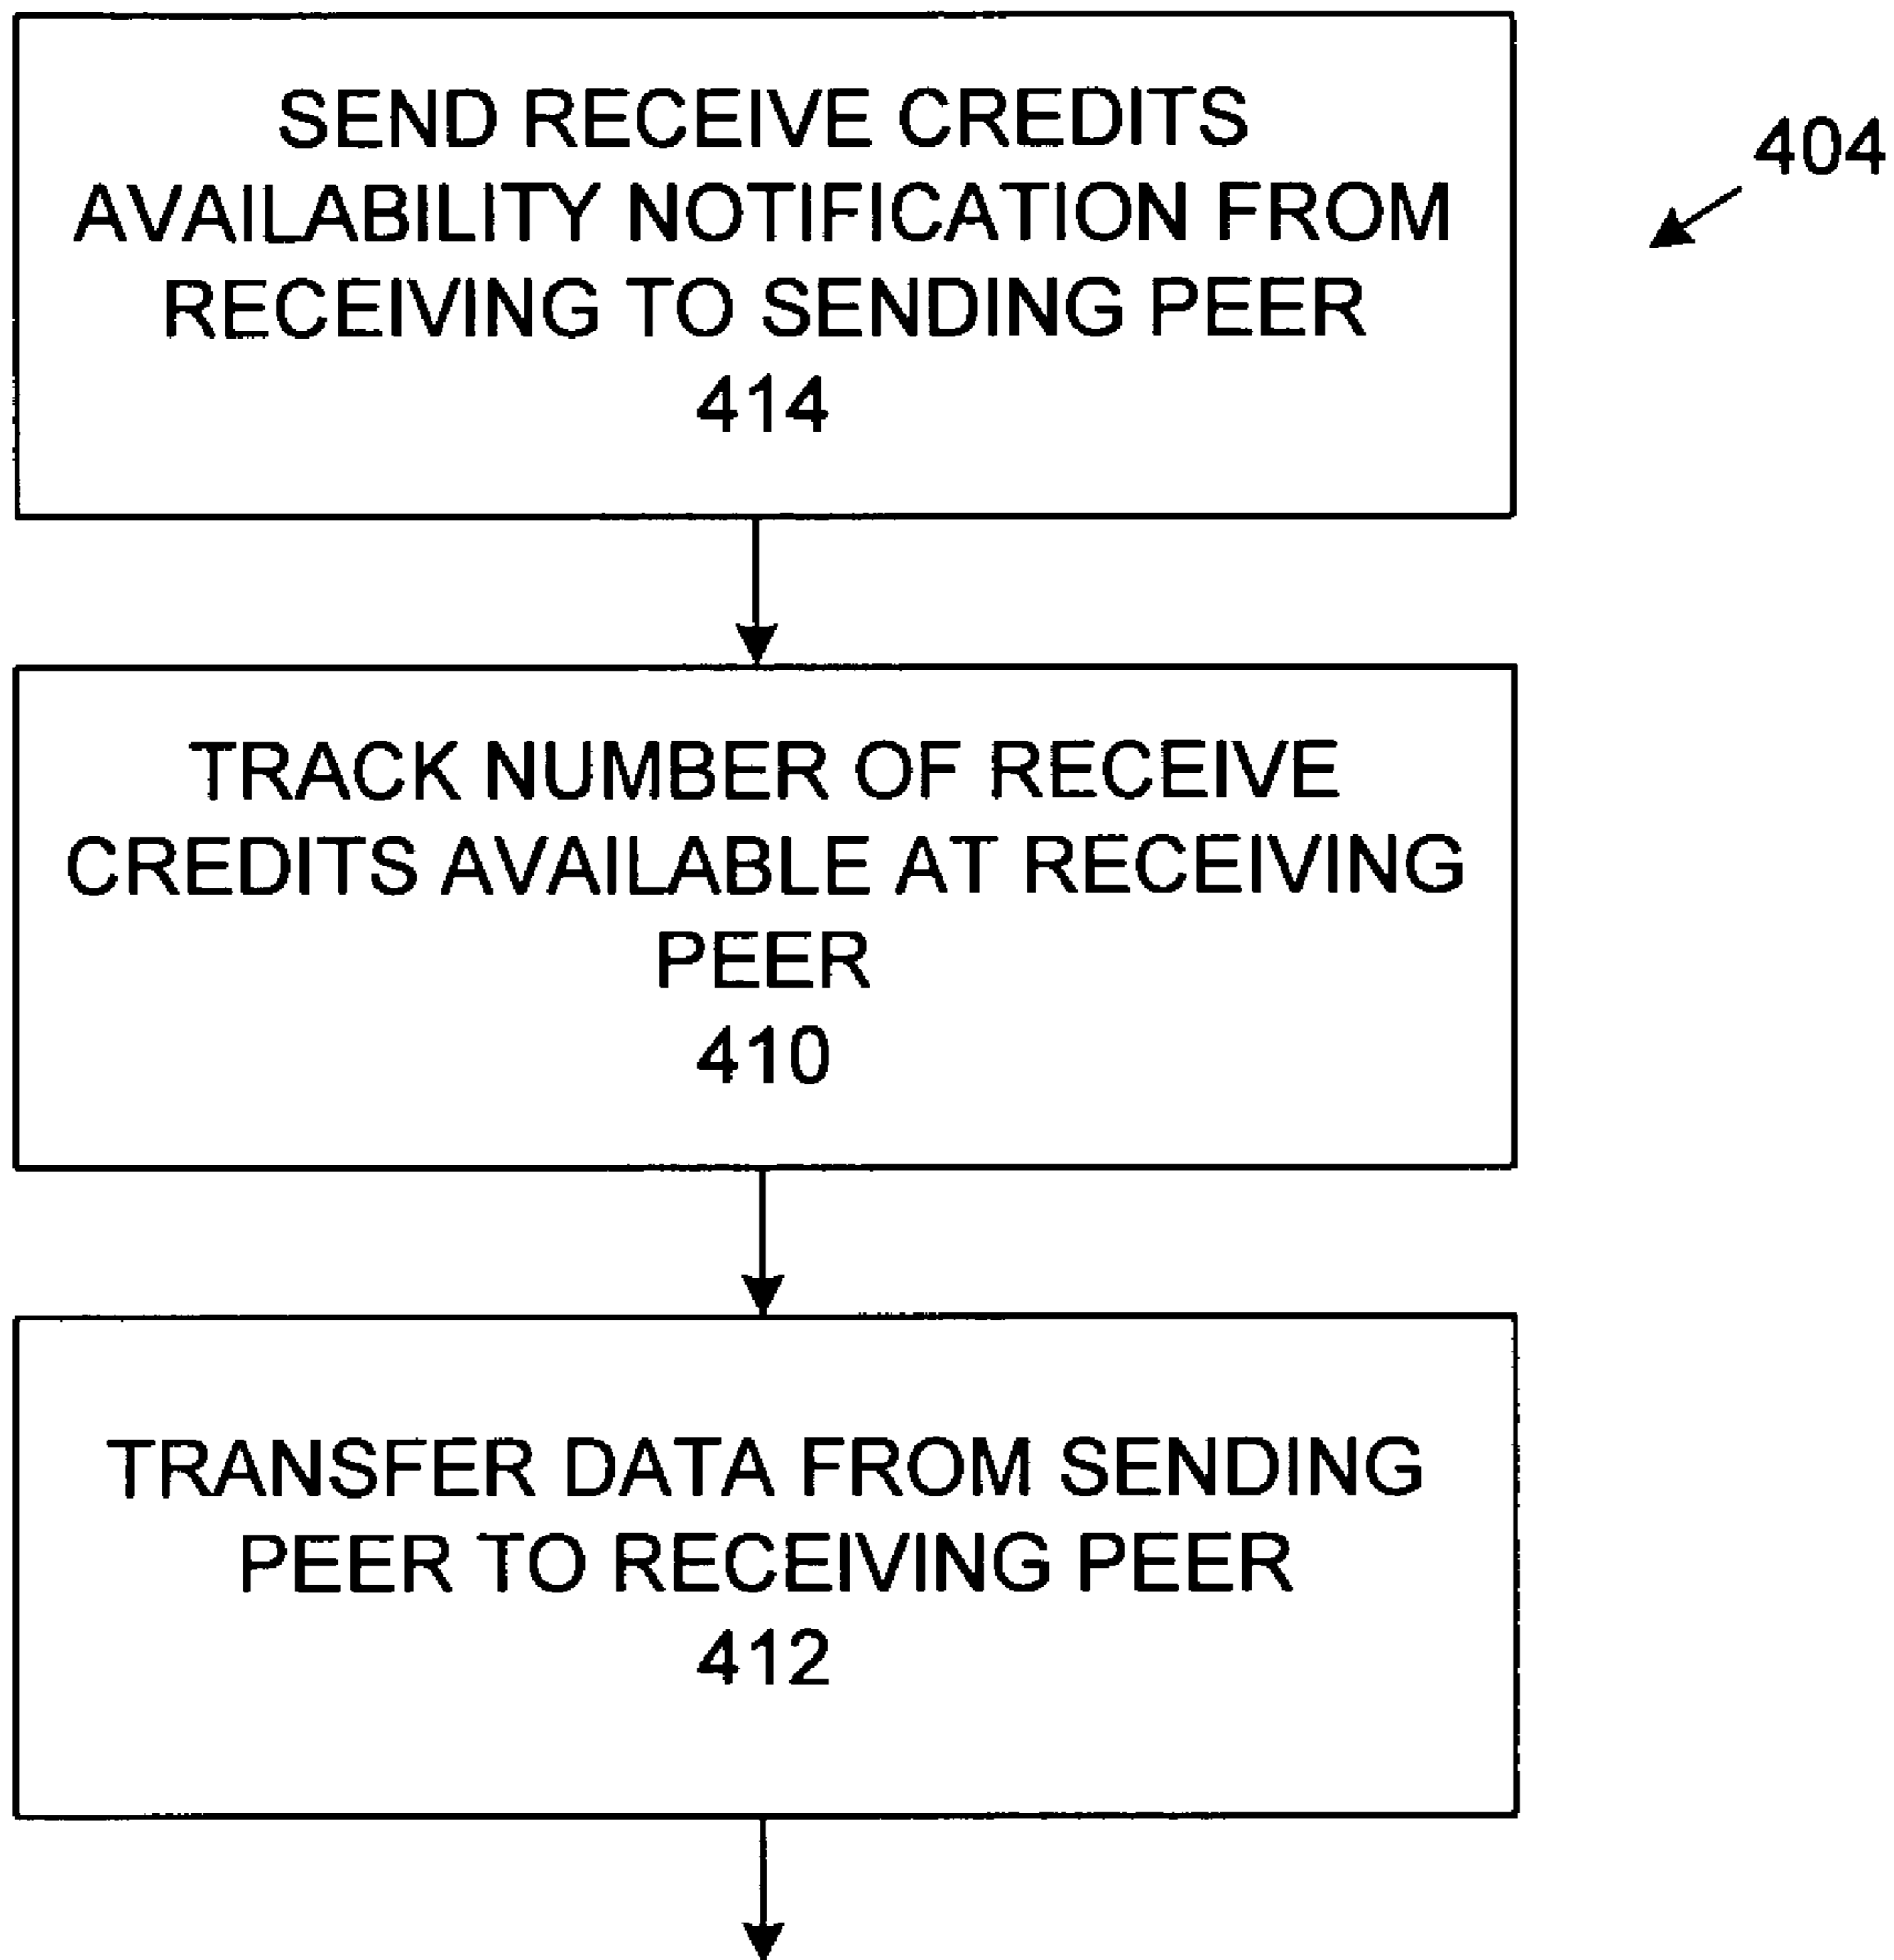 SEND RECEIVE CREDITS
AVAILABILITY NOTIFICATION FROM
RECEIVING TO SENDING PEER
414
404
TRACK NUMBER OF RECEIVE
CREDITS AVAILABLE AT RECEIVING
PEER
410
TRANSFER DATA FROM SENDING
PEER TO RECEIVING PEER
412